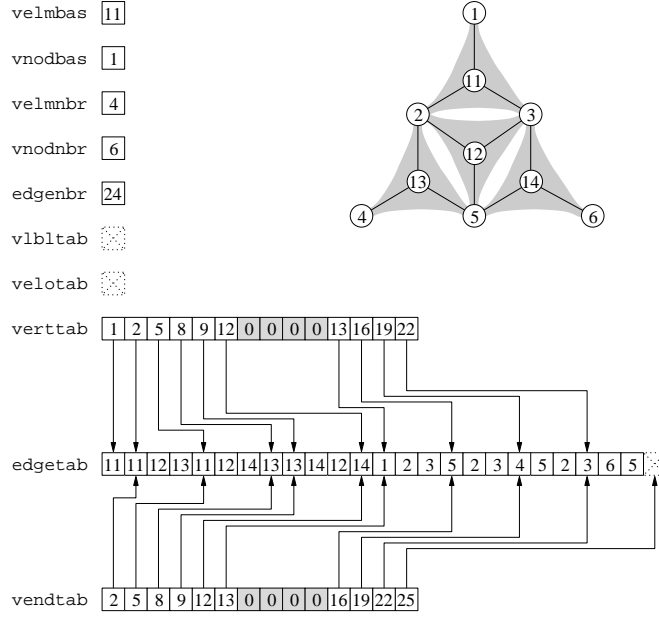 velmbas 11
vnodbas 1
velmnbr 4
vnodnbr 6
edgenbr 24
vlbltab
velotab
1
11
2 3
12
13 14
4 5 6
verttab 1 2 5 8 9 12 0 0 0 0 13 16 19 22
edgetab 11 11 12 13 11 12 14 13 13 14 12 14 1 2 3 5 2 3 4 5 2 3 6 5
vendtab 2 5 8 9 12 13 0 0 0 0 16 19 22 25